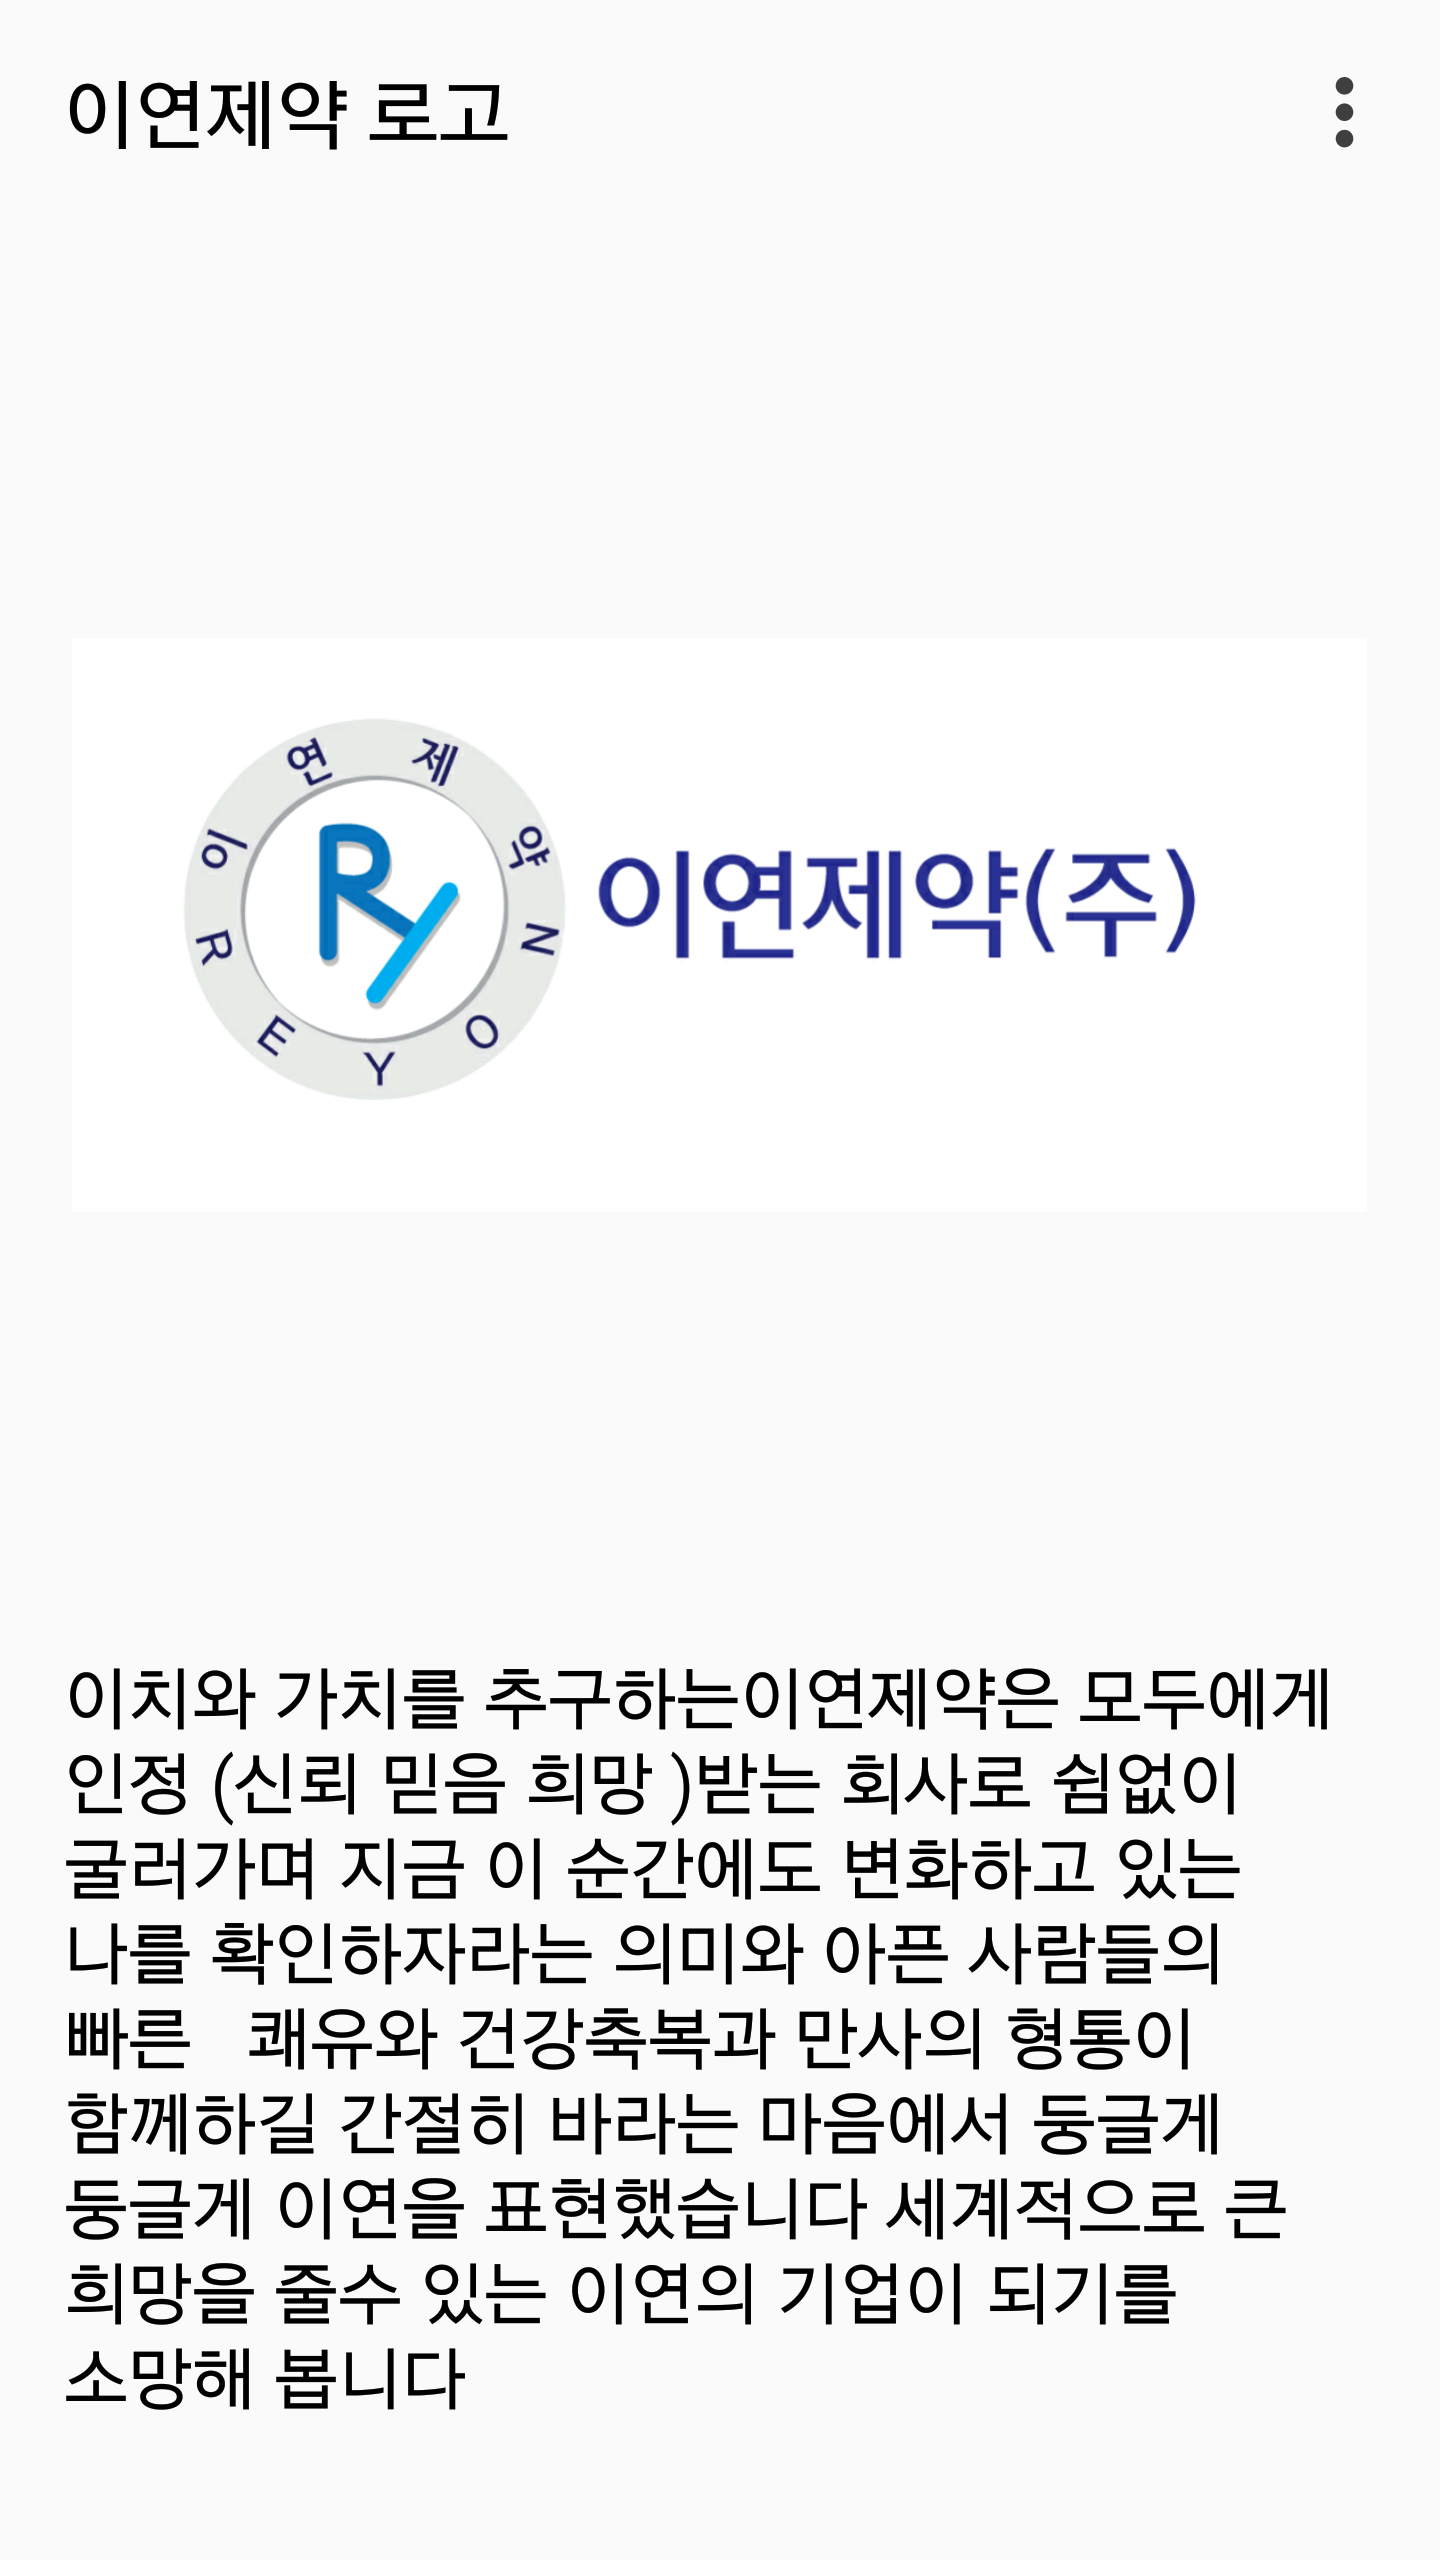 이연제약 로고
이연제약
REYON
Ry
이연제약(주)
이치와 가치를 추구하는이연제약은 모두에게
인정 (신뢰 믿음 희망 )받는 회사로 쉼없이
굴러가며 지금 이 순간에도 변화하고 있는
나를 확인하자라는 의미와 아픈 사람들의
빠른   쾌유와 건강축복과 만사의 형통이
함께하길 간절히 바라는 마음에서 둥글게
둥글게 이연을 표현했습니다 세계적으로 큰
희망을 줄수 있는 이연의 기업이 되기를
소망해 봅니다